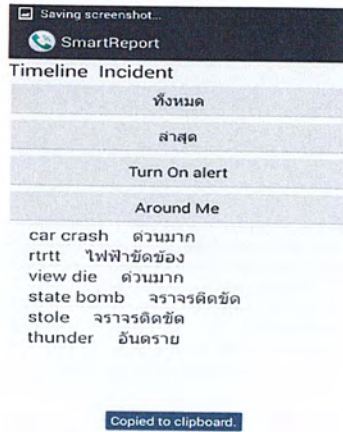 Saving screenshot...
SmartReport
Timeline Incident
ทั้งหมด
ล่าสุด
Turn On alert
Around Me
car crash ด่วนมาก
rtrtt ไฟฟ้าขัดข้อง
view die ด่วนมาก
state bomb จราจรติดขัด
stole จราจรติดขัด
thunder อันตราย
Copied to clipboard.